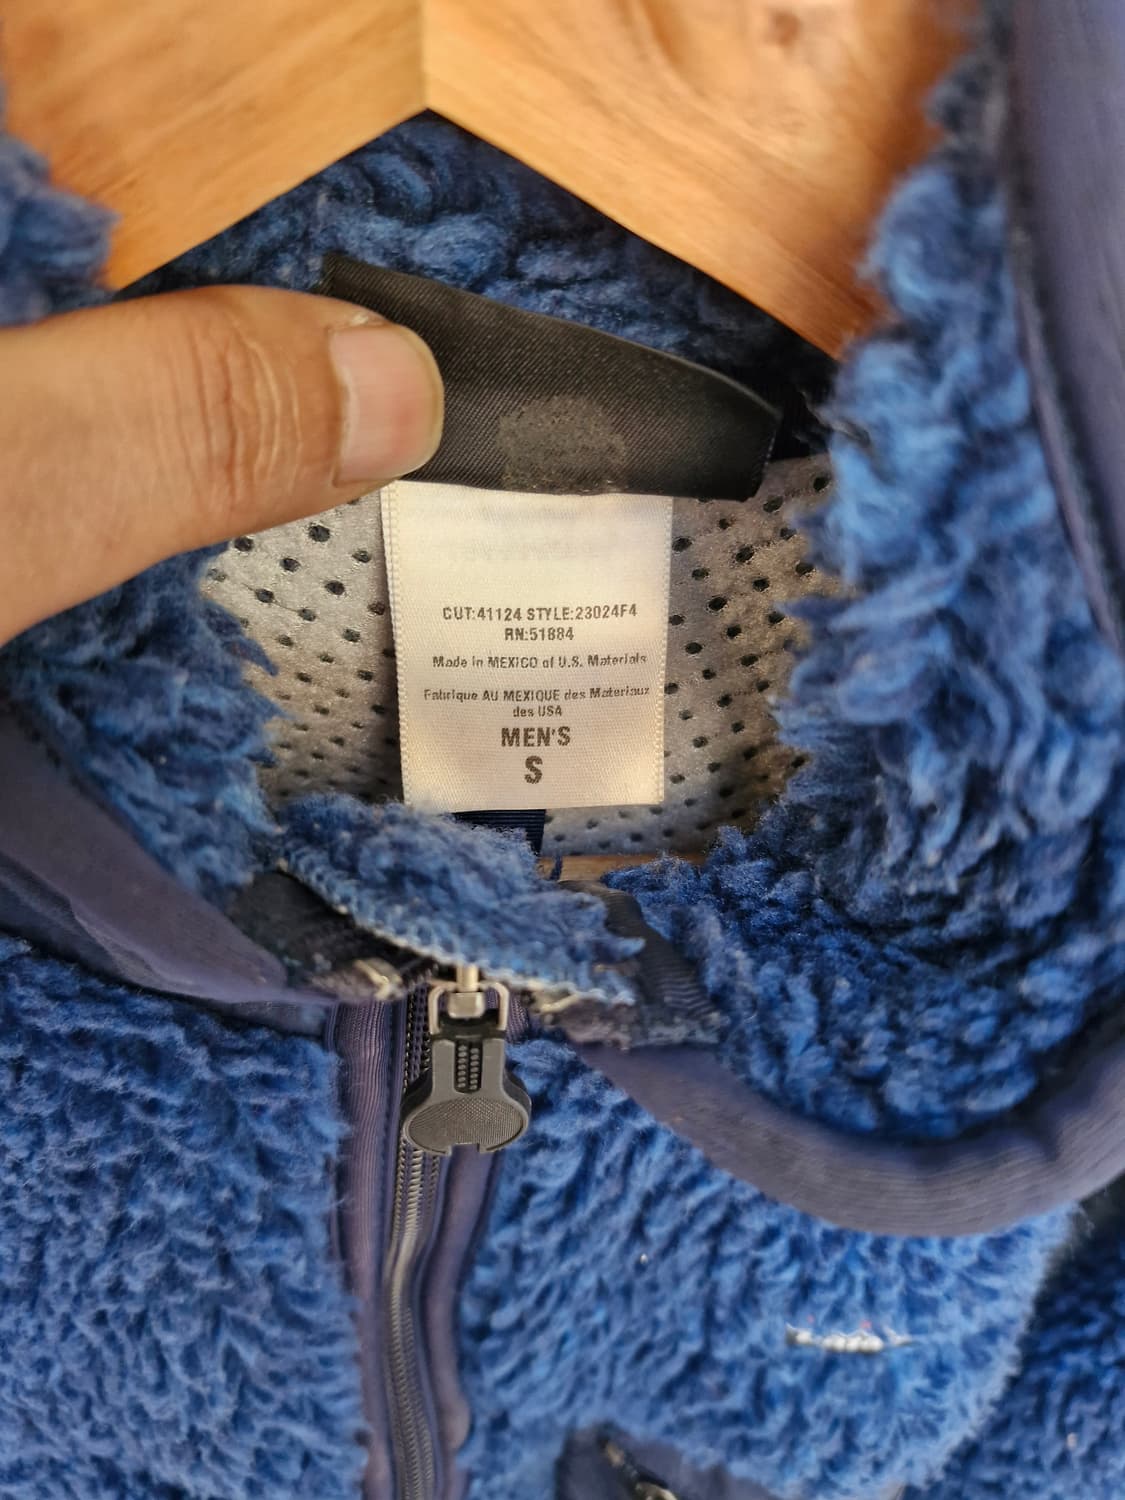 CUT:41124 STYLE:23024F4
RN:51884
Made in MEXICO of U.S. Materials
Fabrique AU MEXIQUE des Materiaux
des USA
MEN'S
S